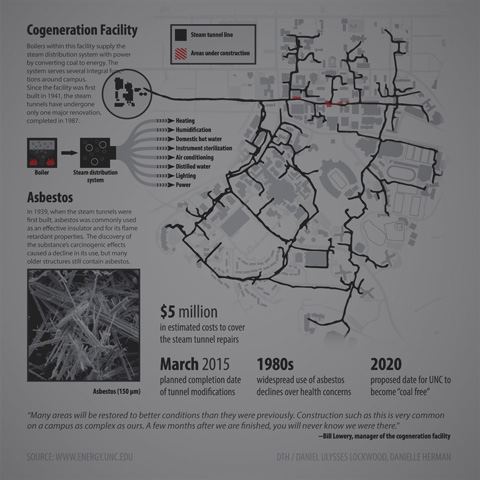 Cogeneration Facility
Boilers within this facility supply the
steam distribution system with power
by converting coal to energy. The
system serves several integral
tions around campus.
Since the facility was first
built in 1941, the steam
tunnels have undergone
only one major renovation,
completed in 1987.
Steam tunnel line
Areas under construction
Heating
Humidification
Domestic hot water
Instrument sterilization
Air conditioning
Distilled water
Lighting
Power
Boiler
Steam distribution
system
Asbestos
In 1939, when the steam tunnels were
first built, asbestos was commonly used
as an effective insulator and for its flame
retardant properties. The discovery of
the substance's carcinogenic effects
caused a decline in its use, but many
older structures still contain asbestos.
Asbestos (150 μm)
$5 million
in estimated costs to cover
the steam tunnel repairs
March 2015
planned completion date
of tunnel modifications
1980s
widespread use of asbestos
declines over health concerns
2020
proposed date for UNC to
become "coal free"
"Many areas will be restored to better conditions than they were previously. Construction such as this is very common
on a campus as complex as ours. A few months after we are finished, you will never know we were there."
—Bill Lowery, manager of the cogeneration facility
SOURCE: WWW.ENERGY.UNC.EDU
DTH / DANIEL ULYSSES LOCKWOOD, DANIELLE HERMAN